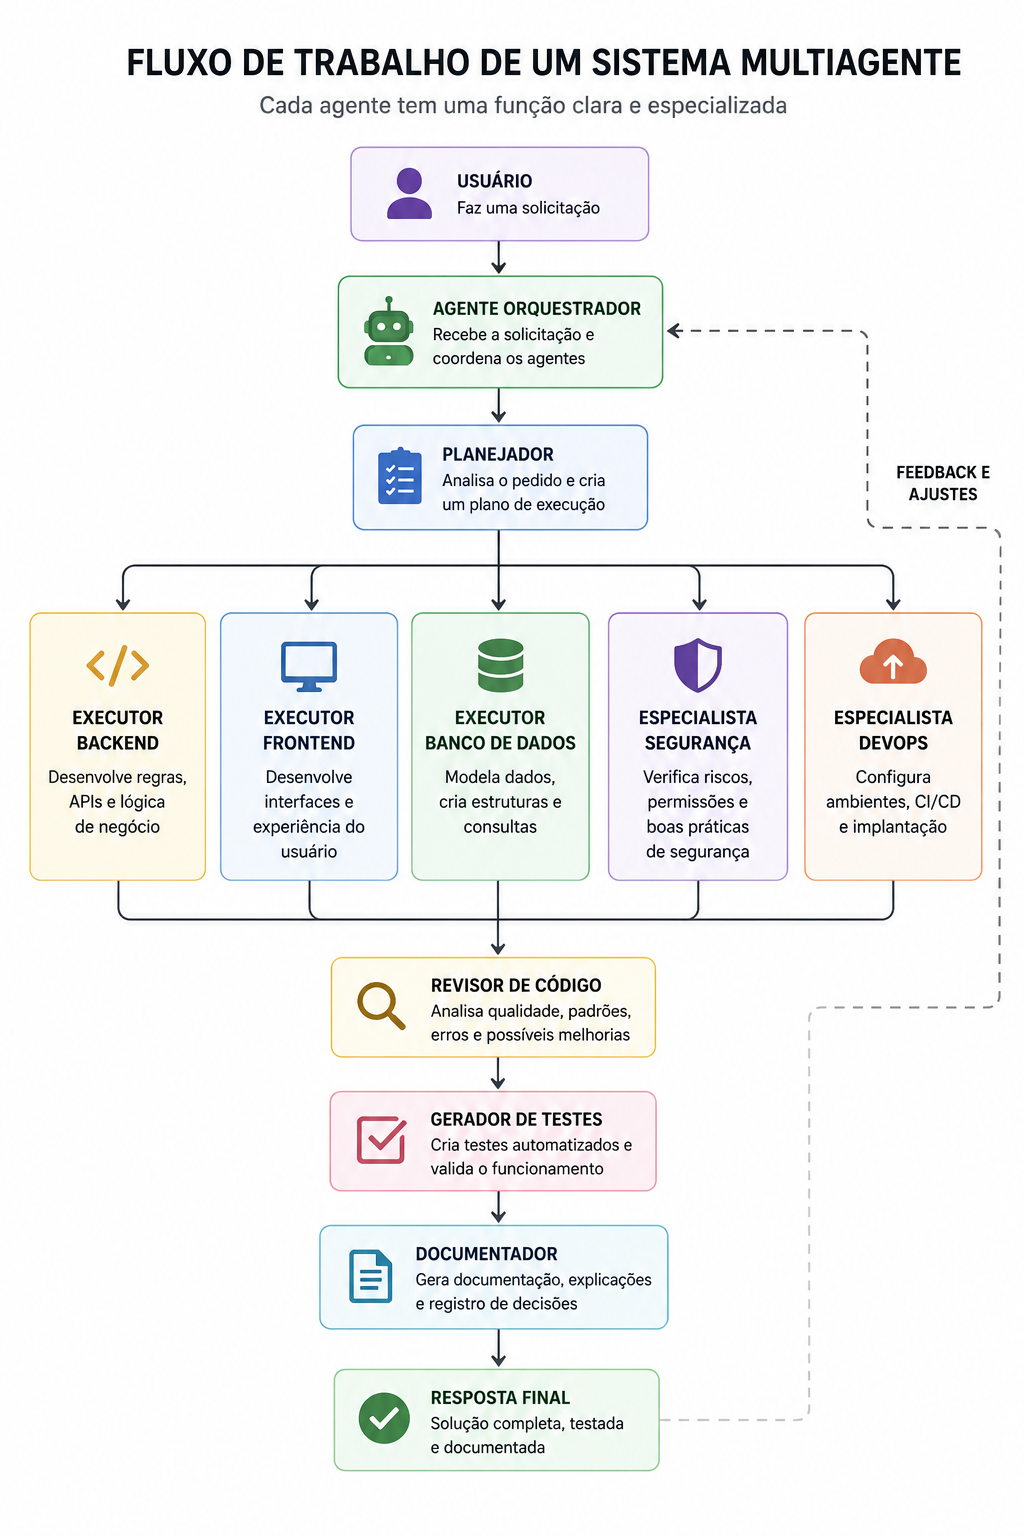 FLUXO DE TRABALHO DE UM SISTEMA MULTIAGENTE
Cada agente tem uma função clara e especializada
USUÁRIO
Faz uma solicitação
AGENTE ORQUESTRADOR
Recebe a solicitação e
coordena os agentes
PLANEJADOR
Analisa o pedido e cria
um plano de execução
FEEDBACK E
AJUSTES
EXECUTOR
BACKEND
Desenvolve regras,
APIs e lógica
de negócio
EXECUTOR
FRONTEND
Desenvolve
interfaces e
experiência do
usuário
EXECUTOR
BANCO DE DADOS
Modela dados,
cria estruturas e
consultas
ESPECIALISTA
SEGURANÇA
Verifica riscos,
permissões e
boas práticas
de segurança
ESPECIALISTA
DEVOPS
Configura
ambientes, CI/CD
e implantação
REVISOR DE CÓDIGO
Analisa qualidade, padrões,
erros e possíveis melhorias
GERADOR DE TESTES
Cria testes automatizados e
valida o funcionamento
DOCUMENTADOR
Gera documentação, explicações
e registro de decisões
RESPOSTA FINAL
Solução completa, testada
e documentada